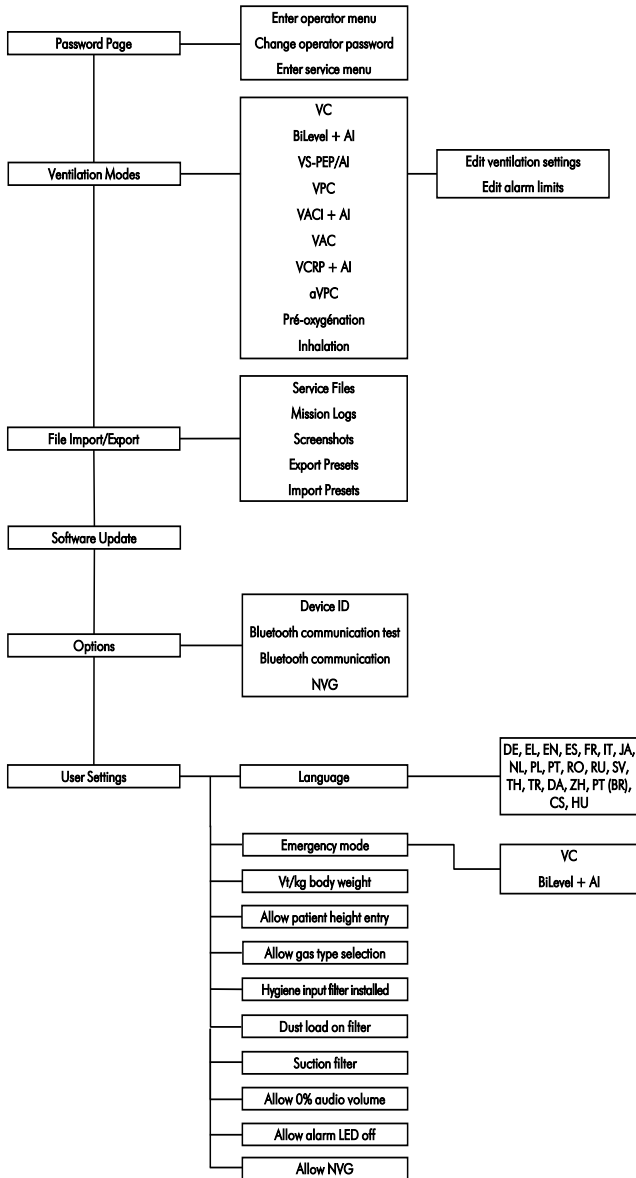 Password Page
Enter operator menu
Change operator password
Enter service menu
Ventilation Modes
VC
BiLevel + AI
VS-PEP/AI
VPC
VACI + AI
VAC
VCRP + AI
aVPC
Pré-oxygénation
Inhalation
Edit ventilation settings
Edit alarm limits
File Import/Export
Service Files
Mission Logs
Screenshots
Export Presets
Import Presets
Software Update
Options
Device ID
Bluetooth communication test
Bluetooth communication
NVG
User Settings
Language
DE, EL, EN, ES, FR, IT, JA,
NL, PL, PT, RO, RU, SV,
TH, TR, DA, ZH, PT (BR),
CS, HU
Emergency mode
VC
BiLevel + AI
Vt/kg body weight
Allow patient height entry
Allow gas type selection
Hygiene input filter installed
Dust load on filter
Suction filter
Allow 0% audio volume
Allow alarm LED off
Allow NVG